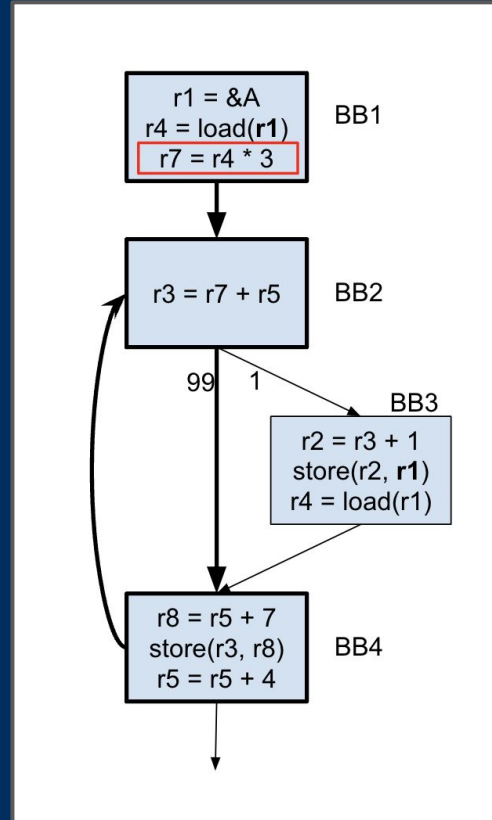 r1 = &A
r4 = load(r1)
r7 = r4 * 3
BB1
r3 = r7 + r5
BB2
99
1
BB3
r2 = r3 + 1
store(r2, r1)
r4 = load(r1)
r8 = r5 + 7
store(r3, r8)
r5 = r5 + 4
BB4